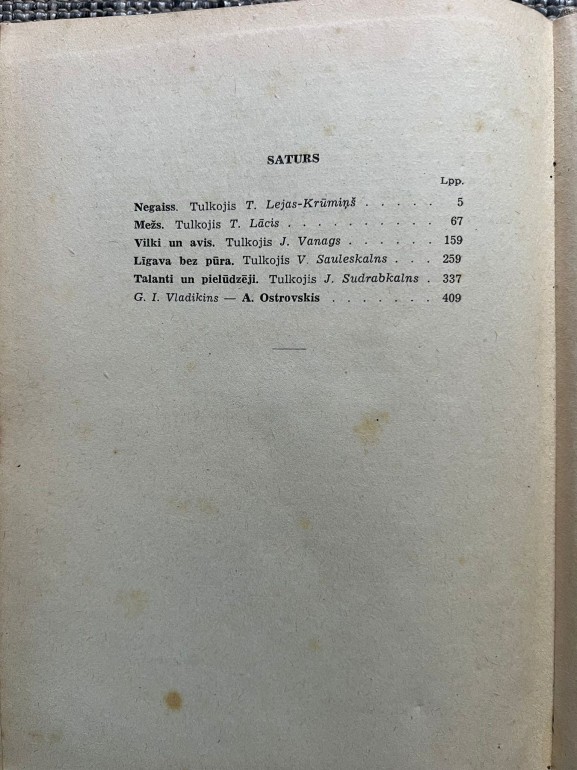 SATURS
Lpp.
Negaiss. Tulkojis T. Lejas-Krūmiņš . . . . . 5
Mežs. Tulkojis T. Lācis . . . . . . . . . . 67
Vilki un avis. Tulkojis J. Vanags . . . . . . 159
Līgava bez pūra. Tulkojis V. Sauleskalns . . . 259
Talanti un pielūdzēji. Tulkojis J. Sudrabkalns . 337
G. I. Vladikins — A. Ostrovskis . . . . . . . 409